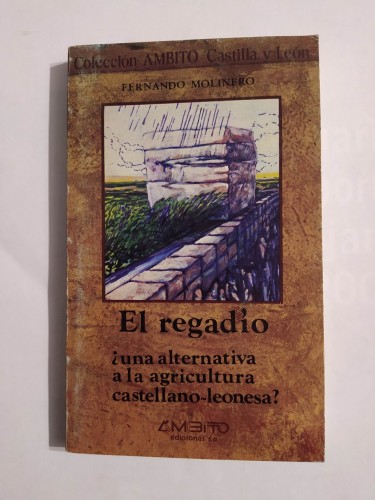 Colección AMBITO Castilla y León
FERNANDO MOLINERO
El regadío
¿una alternativa
a la agricultura
castellano-leonesa?
AMBITO
ediciones s.a